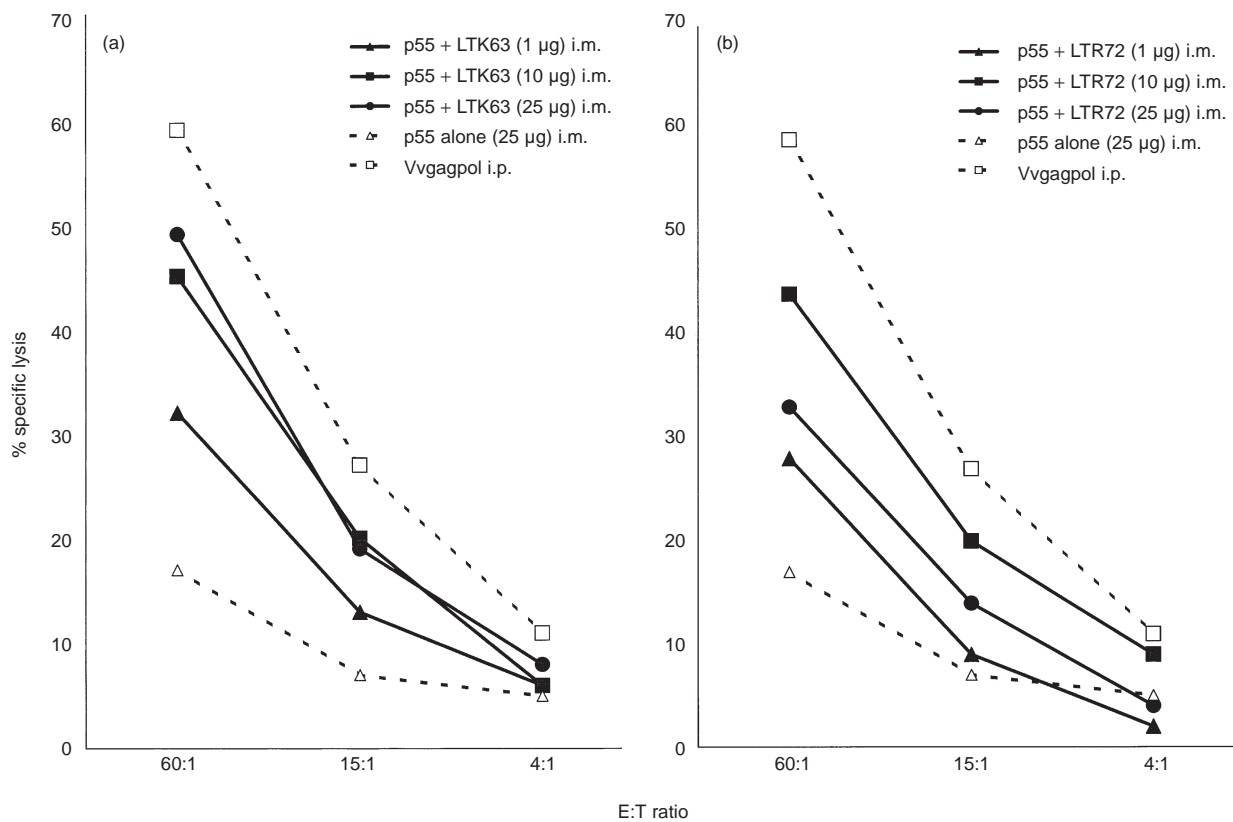 (a)
p55 + LTK63 (1 µg) i.m.
p55 + LTK63 (10 µg) i.m.
p55 + LTK63 (25 µg) i.m.
p55 alone (25 µg) i.m.
Vvgagpol i.p.
70
60
50
40
30
20
10
0
% specific lysis
60:1
15:1
4:1
(b)
p55 + LTR72 (1 µg) i.m.
p55 + LTR72 (10 µg) i.m.
p55 + LTR72 (25 µg) i.m.
p55 alone (25 µg) i.m.
Vvgagpol i.p.
70
60
50
40
30
20
10
0
60:1
15:1
4:1
E:T ratio